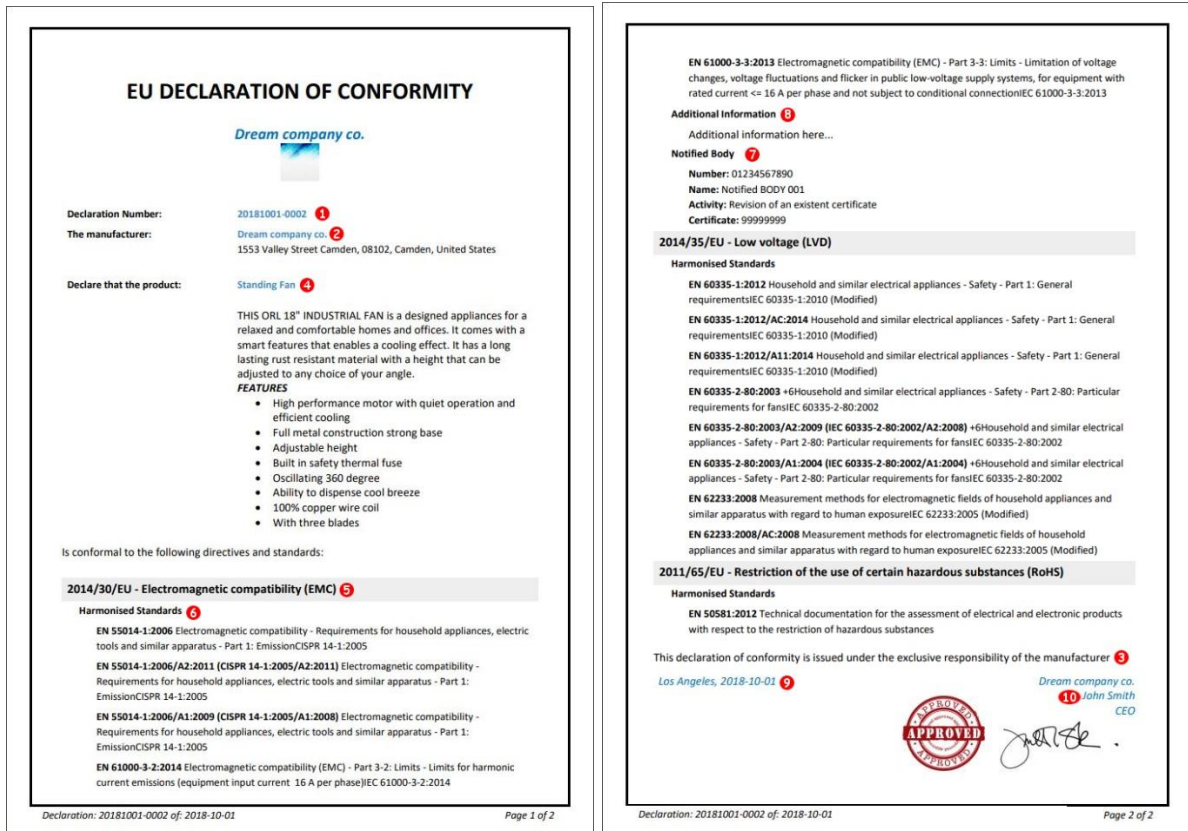 EU DECLARATION OF CONFORMITY
Dream company co.
Declaration Number: 20181001-0002 1
The manufacturer: Dream company co. 2
1553 Valley Street Camden, 08102, Camden, United States
Declare that the product: Standing Fan 4
THIS ORL 18" INDUSTRIAL FAN is a designed appliances for a
relaxed and comfortable homes and offices. It comes with a
smart features that enables a cooling effect. It has a long
lasting rust resistant material with a height that can be
adjusted to any choice of your angle.
FEATURES
• High performance motor with quiet operation and
efficient cooling
• Full metal construction strong base
• Adjustable height
• Built in safety thermal fuse
• Oscillating 360 degree
• Ability to dispense cool breeze
• 100% copper wire coil
• With three blades
Is conformal to the following directives and standards:
2014/30/EU - Electromagnetic compatibility (EMC) 5
Harmonised Standards 6
EN 55014-1:2006 Electromagnetic compatibility - Requirements for household appliances, electric
tools and similar apparatus - Part 1: EmissionCISPR 14-1:2005
EN 55014-1:2006/A2:2011 (CISPR 14-1:2005/A2:2011) Electromagnetic compatibility -
Requirements for household appliances, electric tools and similar apparatus - Part 1:
EmissionCISPR 14-1:2005
EN 55014-1:2006/A1:2009 (CISPR 14-1:2005/A1:2008) Electromagnetic compatibility -
Requirements for household appliances, electric tools and similar apparatus - Part 1:
EmissionCISPR 14-1:2005
EN 61000-3-2:2014 Electromagnetic compatibility (EMC) - Part 3-2: Limits - Limits for harmonic
current emissions (equipment input current 16 A per phase)IEC 61000-3-2:2014
Declaration: 20181001-0002 of: 2018-10-01 Page 1 of 2
EN 61000-3-3:2013 Electromagnetic compatibility (EMC) - Part 3-3: Limits - Limitation of voltage
changes, voltage fluctuations and flicker in public low-voltage supply systems, for equipment with
rated current <= 16 A per phase and not subject to conditional connectionIEC 61000-3-3:2013
Additional Information 8
Additional information here...
Notified Body 7
Number: 01234567890
Name: Notified BODY 001
Activity: Revision of an existent certificate
Certificate: 99999999
2014/35/EU - Low voltage (LVD)
Harmonised Standards
EN 60335-1:2012 Household and similar electrical appliances - Safety - Part 1: General
requirementsIEC 60335-1:2010 (Modified)
EN 60335-1:2012/AC:2014 Household and similar electrical appliances - Safety - Part 1: General
requirementsIEC 60335-1:2010 (Modified)
EN 60335-1:2012/A11:2014 Household and similar electrical appliances - Safety - Part 1: General
requirementsIEC 60335-1:2010 (Modified)
EN 60335-2-80:2003 +6Household and similar electrical appliances - Safety - Part 2-80: Particular
requirements for fansIEC 60335-2-80:2002
EN 60335-2-80:2003/A2:2009 (IEC 60335-2-80:2002/A2:2008) +6Household and similar electrical
appliances - Safety - Part 2-80: Particular requirements for fansIEC 60335-2-80:2002
EN 60335-2-80:2003/A1:2004 (IEC 60335-2-80:2002/A1:2004) +6Household and similar electrical
appliances - Safety - Part 2-80: Particular requirements for fansIEC 60335-2-80:2002
EN 62233:2008 Measurement methods for electromagnetic fields of household appliances and
similar apparatus with regard to human exposureIEC 62233:2005 (Modified)
EN 62233:2008/AC:2008 Measurement methods for electromagnetic fields of household
appliances and similar apparatus with regard to human exposureIEC 62233:2005 (Modified)
2011/65/EU - Restriction of the use of certain hazardous substances (RoHS)
Harmonised Standards
EN 50581:2012 Technical documentation for the assessment of electrical and electronic products
with respect to the restriction of hazardous substances
This declaration of conformity is issued under the exclusive responsibility of the manufacturer 3
Los Angeles, 2018-10-01 9 Dream company co.
10 John Smith
CEO
APPROVED
APPROVED
APPROVED
Declaration: 20181001-0002 of: 2018-10-01 Page 2 of 2